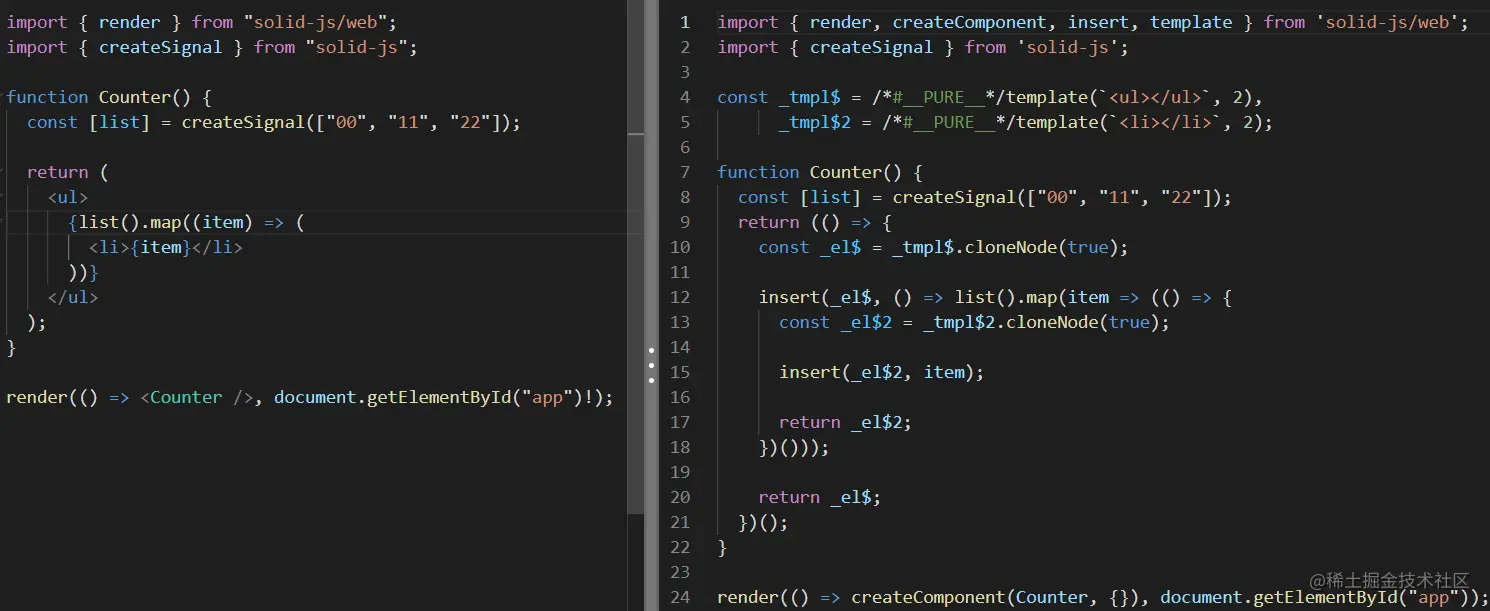 import { render } from "solid-js/web";
import { createSignal } from "solid-js";
function Counter() {
  const [list] = createSignal(["00", "11", "22"]);
  return (
    <ul>
      {list().map((item) => (
        <li>{item}</li>
      ))}
    </ul>
  );
}
render(() => <Counter />, document.getElementById("app")!);
1 import { render, createComponent, insert, template } from 'solid-js/web';
2 import { createSignal } from 'solid-js';
3
4 const _tmpl$ = /*#__PURE__*/template(`<ul></ul>`, 2),
5       _tmpl$2 = /*#__PURE__*/template(`<li></li>`, 2);
6
7 function Counter() {
8   const [list] = createSignal(["00", "11", "22"]);
9   return (() => {
10     const _el$ = _tmpl$.cloneNode(true);
11
12     insert(_el$, () => list().map(item => (() => {
13       const _el$2 = _tmpl$2.cloneNode(true);
14
15       insert(_el$2, item);
16
17       return _el$2;
18     })()));
19
20     return _el$;
21   })();
22 }
23
24 render(() => createComponent(Counter, {}), document.getElementById("app"));
@稀土掘金技术社区